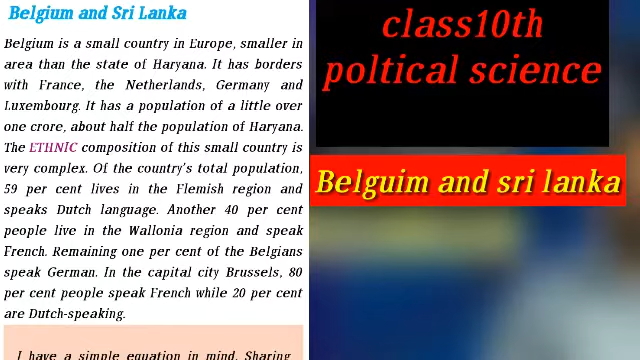 Belgium and Sri Lanka
Belgium is a small country in Europe, smaller in
area than the state of Haryana. It has borders
with France, the Netherlands, Germany and
Luxembourg. It has a population of a little over
one crore, about half the population of Haryana.
The ETHNIC composition of this small country is
very complex. Of the country's total population,
59 per cent lives in the Flemish region and
speaks Dutch language. Another 40 per cent
people live in the Wallonia region and speak
French. Remaining one per cent of the Belgians
speak German. In the capital city Brussels, 80
per cent people speak French while 20 per cent
are Dutch-speaking.
I have a simple equation in mind. Sharing
class10th
poltical science
Belguim and sri lanka